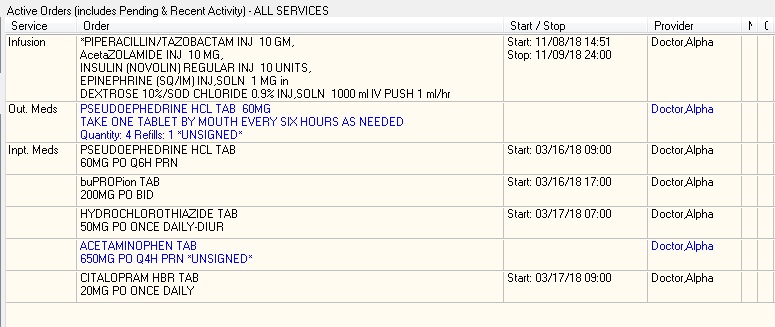 Active Orders (includes Pending & Recent Activity) - ALL SERVICES
Service Order Start / Stop Provider N C
Infusion *PIPERACILLIN/TAZOBACTAM INJ 10 GM, Start: 11/08/18 14:51 Doctor,Alpha
AcetaZOLAMIDE INJ 10 MG, Stop: 11/09/18 24:00
INSULIN (NOVOLIN) REGULAR INJ 10 UNITS,
EPINEPHRINE (SQ/IM) INJ,SOLN 1 MG in
DEXTROSE 10%/SOD CHLORIDE 0.9% INJ,SOLN 1000 ml IV PUSH 1 ml/hr
Out. Meds PSEUDOEPHEDRINE HCL TAB 60MG Doctor,Alpha
TAKE ONE TABLET BY MOUTH EVERY SIX HOURS AS NEEDED
Quantity: 4 Refills: 1 *UNSIGNED*
Inpt. Meds PSEUDOEPHEDRINE HCL TAB Start: 03/16/18 09:00 Doctor,Alpha
60MG PO Q6H PRN
buPROPion TAB Start: 03/16/18 17:00 Doctor,Alpha
200MG PO BID
HYDROCHLOROTHIAZIDE TAB Start: 03/17/18 07:00 Doctor,Alpha
50MG PO ONCE DAILY-DIUR
ACETAMINOPHEN TAB Doctor,Alpha
650MG PO Q4H PRN *UNSIGNED*
CITALOPRAM HBR TAB Start: 03/17/18 09:00 Doctor,Alpha
20MG PO ONCE DAILY